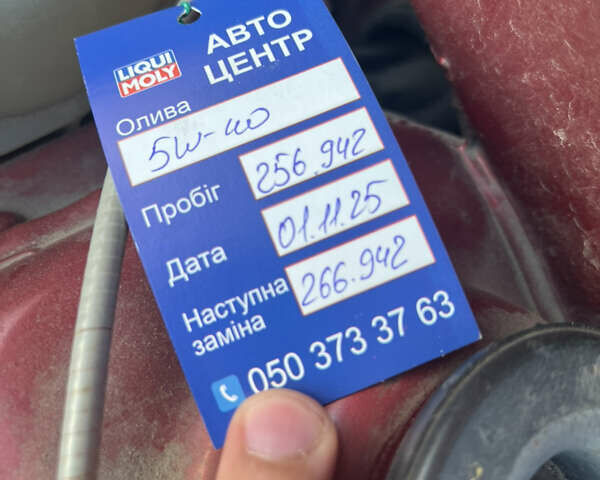 LIQUI
MOLY
АВТО
ЦЕНТР
Олива
5W-40
Пробіг 256.942
Дата 01.11.25
Наступна
заміна 266.942
050 373 37 63